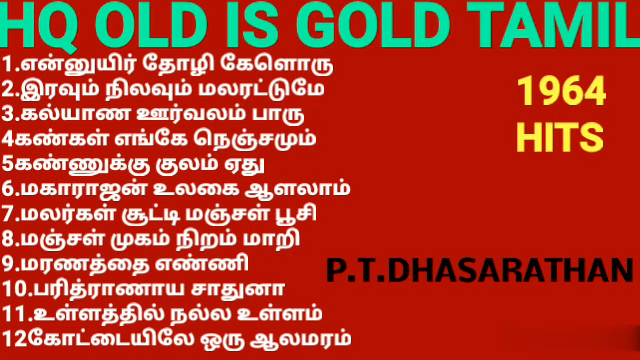 HQ OLD IS GOLD TAMIL
1.என்னுயிர் தோழி கேளொரு
2.இரவும் நிலவும் மலரட்டுமே
3.கல்யாண ஊர்வலம் பாரு
4கண்கள் எங்கே நெஞ்சமும்
5கண்ணுக்கு குலம் ஏது
6.மகாராஜன் உலகை ஆளலாம்
7.மலர்கள் சூட்டி மஞ்சள் பூசி
8.மஞ்சள் முகம் நிறம் மாறி
9.மரணத்தை எண்ணி
10.பரித்ராணாய சாதுனா
11.உள்ளத்தில் நல்ல உள்ளம்
12கோட்டையிலே ஒரு ஆலமரம்
1964
HITS
P.T.DHASARATHAN